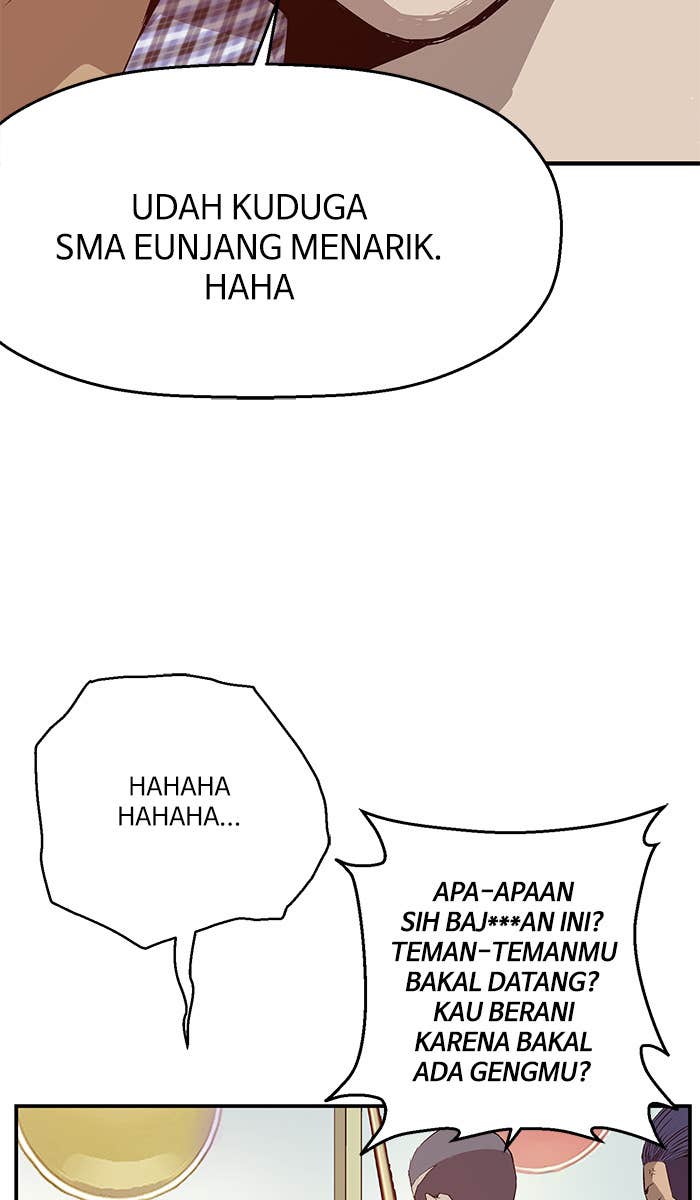 UDAH KUDUGA
SMA EUNJANG MENARIK.
HAHA
HAHAHA
HAHAHA...
APA-APAAN
SIH BAJ***AN INI?
TEMAN-TEMANMU
BAKAL DATANG?
KAU BERANI
KARENA BAKAL
ADA GENGMU?